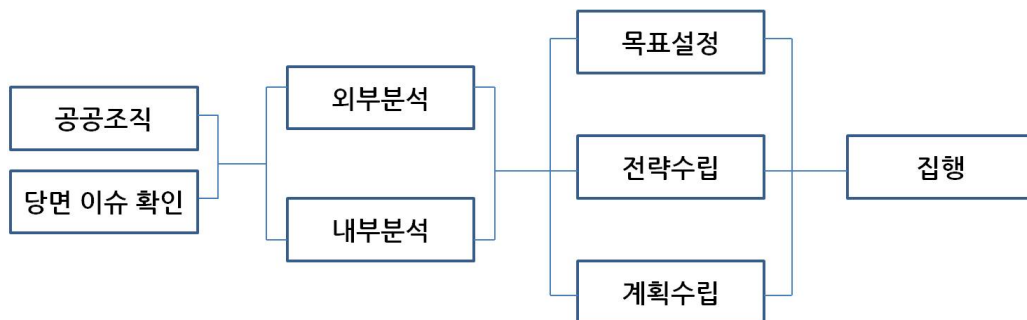 공공조직
당면 이슈 확인
외부분석
내부분석
목표설정
전략수립
계획수립
집행